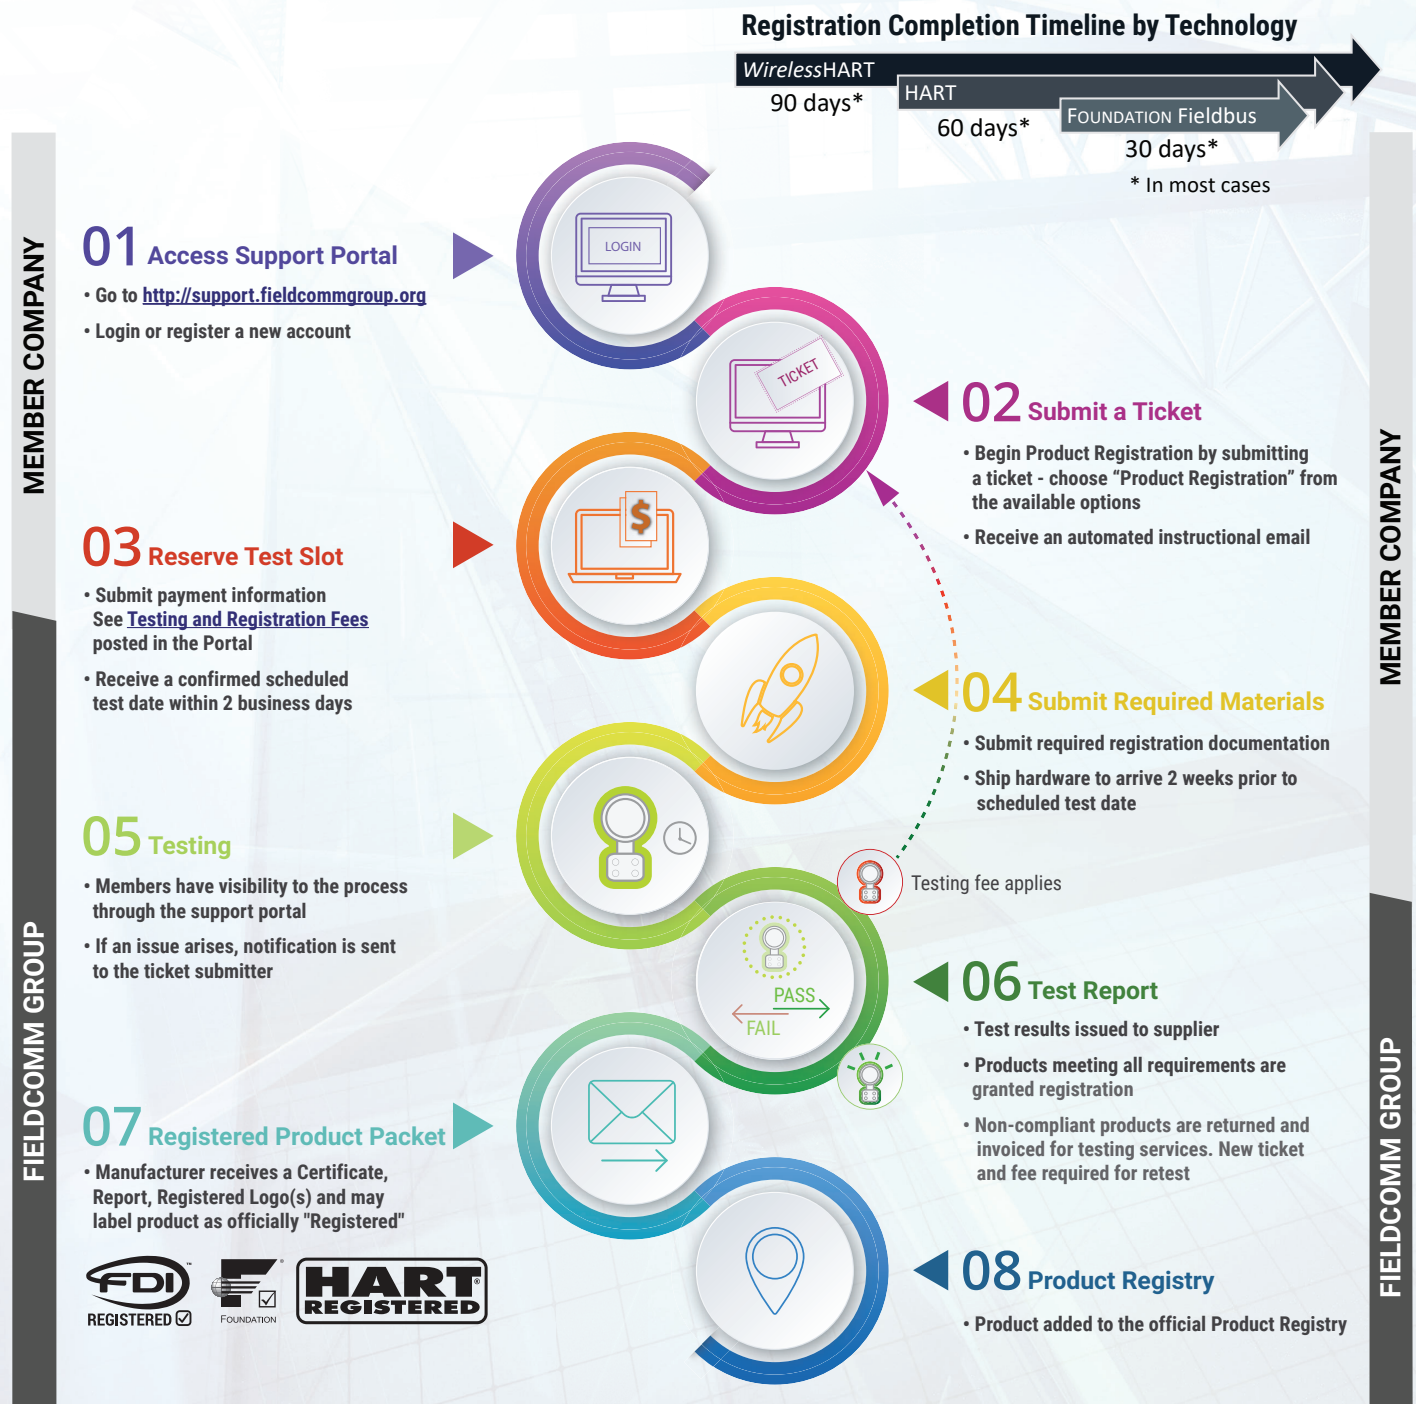 Registration Completion Timeline by Technology
WirelessHART
90 days*
HART
60 days*
FOUNDATION Fieldbus
30 days*
* In most cases
MEMBER COMPANY
FIELDCOMM GROUP
MEMBER COMPANY
FIELDCOMM GROUP
01 Access Support Portal
• Go to http://support.fieldcommgroup.org
• Login or register a new account
LOGIN
TICKET
02 Submit a Ticket
• Begin Product Registration by submitting
a ticket - choose “Product Registration” from
the available options
• Receive an automated instructional email
03 Reserve Test Slot
• Submit payment information
See Testing and Registration Fees
posted in the Portal
• Receive a confirmed scheduled
test date within 2 business days
$
04 Submit Required Materials
• Submit required registration documentation
• Ship hardware to arrive 2 weeks prior to
scheduled test date
05 Testing
• Members have visibility to the process
through the support portal
• If an issue arises, notification is sent
to the ticket submitter
Testing fee applies
PASS
FAIL
06 Test Report
• Test results issued to supplier
• Products meeting all requirements are
granted registration
• Non-compliant products are returned and
invoiced for testing services. New ticket
and fee required for retest
07 Registered Product Packet
• Manufacturer receives a Certificate,
Report, Registered Logo(s) and may
label product as officially "Registered"
FDI™
REGISTERED
F®
FOUNDATION
HART®
REGISTERED
08 Product Registry
• Product added to the official Product Registry